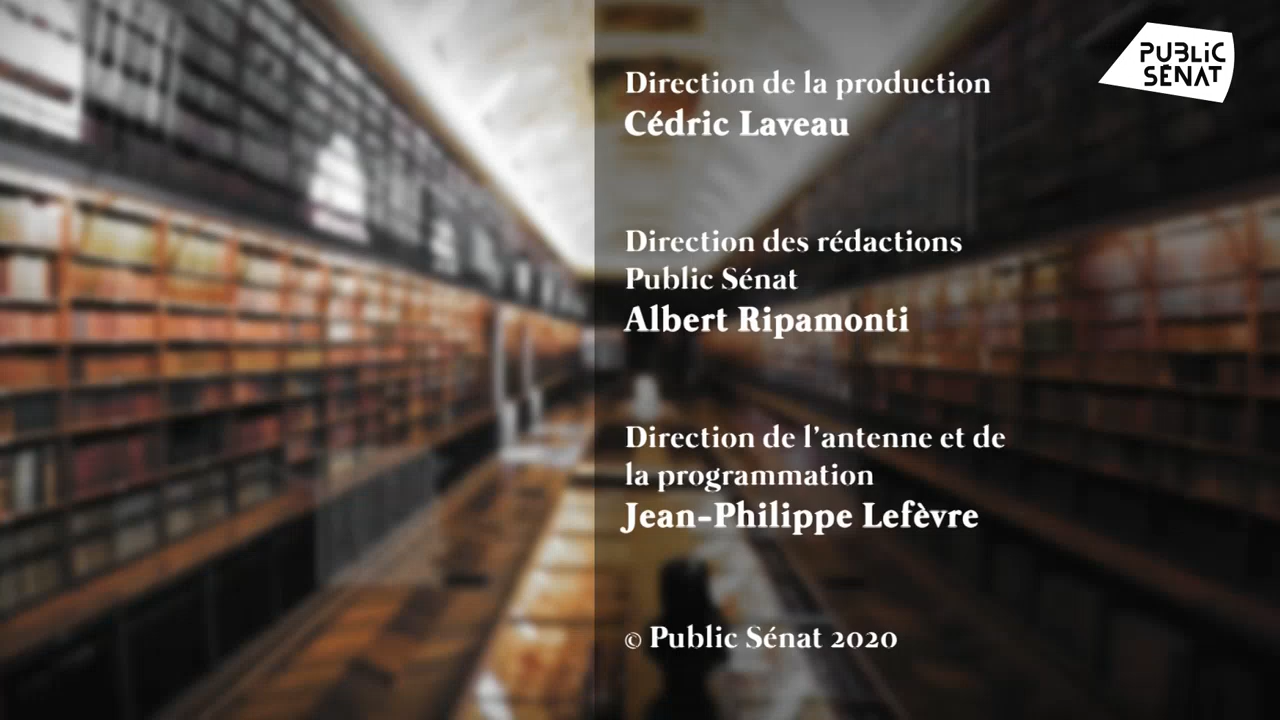 PUBLIC
SÉNAT
Direction de la production
Cédric Laveau
Direction des rédactions
Public Sénat
Albert Ripamonti
Direction de l'antenne et de
la programmation
Jean-Philippe Lefèvre
© Public Sénat 2020